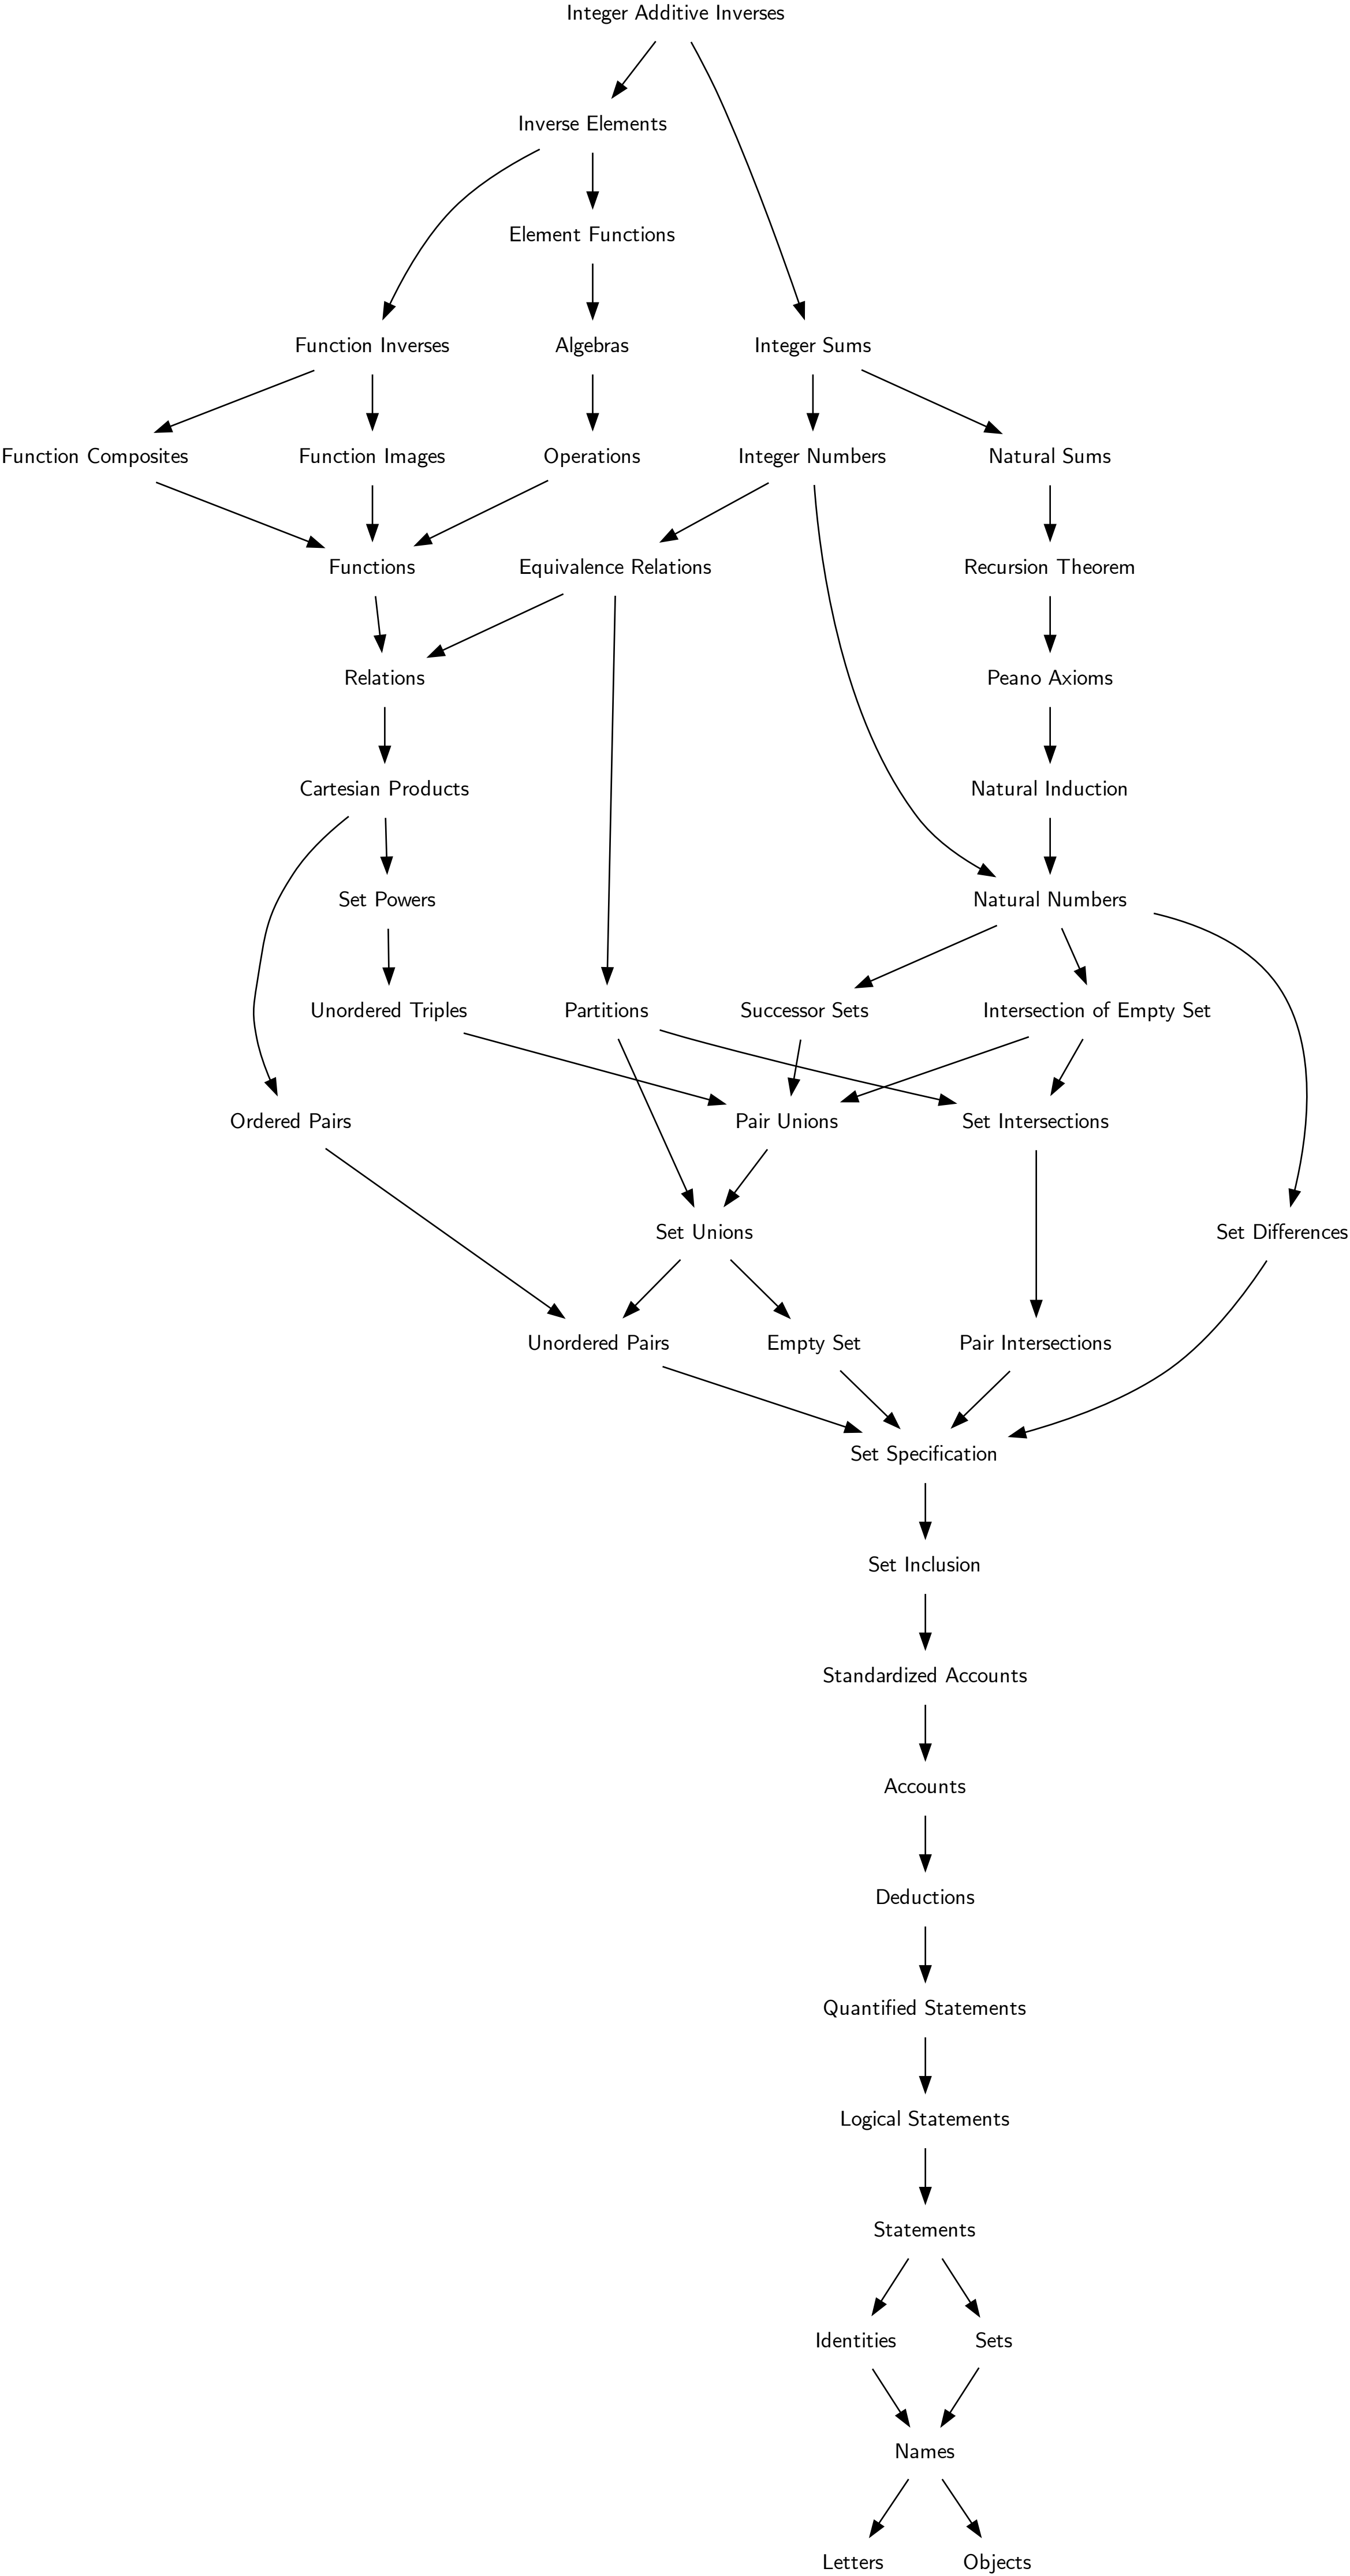 Integer Additive Inverses
Inverse Elements
Element Functions
Function Inverses
Algebras
Integer Sums
Function Composites
Function Images
Operations
Integer Numbers
Natural Sums
Functions
Equivalence Relations
Recursion Theorem
Relations
Peano Axioms
Cartesian Products
Natural Induction
Set Powers
Natural Numbers
Unordered Triples
Partitions
Successor Sets
Intersection of Empty Set
Ordered Pairs
Pair Unions
Set Intersections
Set Unions
Set Differences
Unordered Pairs
Empty Set
Pair Intersections
Set Specification
Set Inclusion
Standardized Accounts
Accounts
Deductions
Quantified Statements
Logical Statements
Statements
Identities
Sets
Names
Letters
Objects